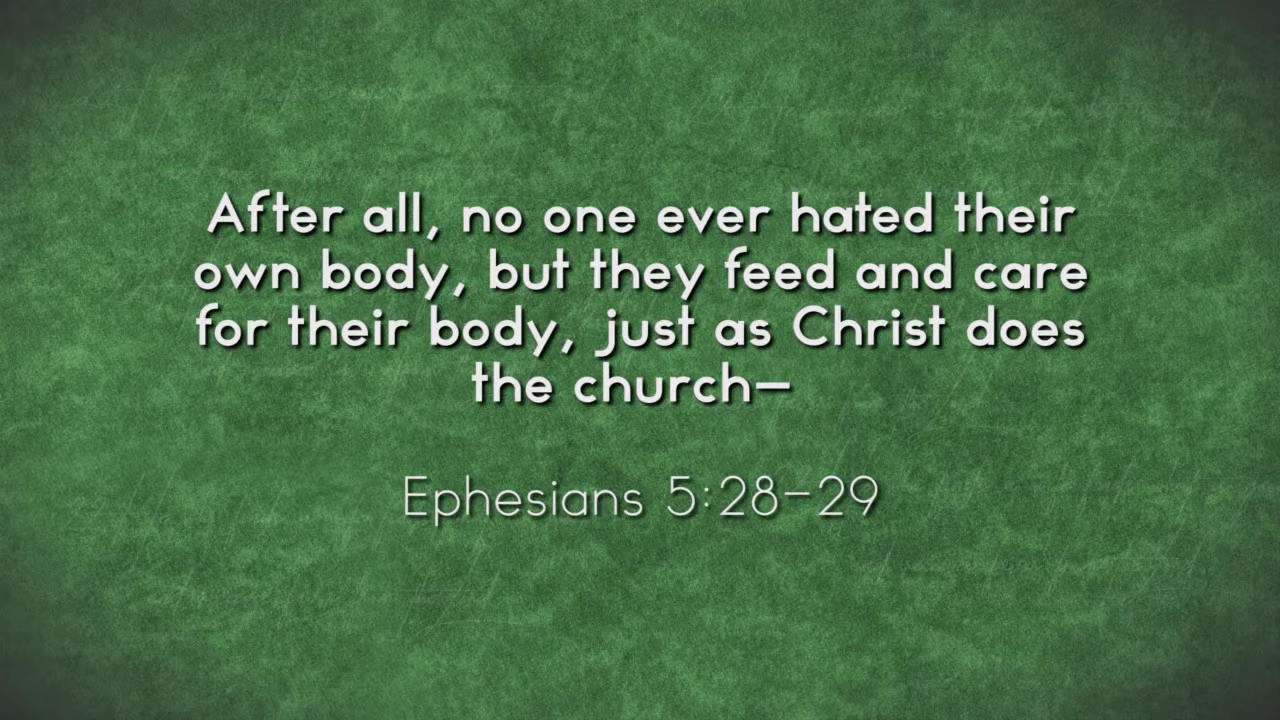 After all, no one ever hated their
own body, but they feed and care
for their body, just as Christ does
the church—
Ephesians 5:28-29